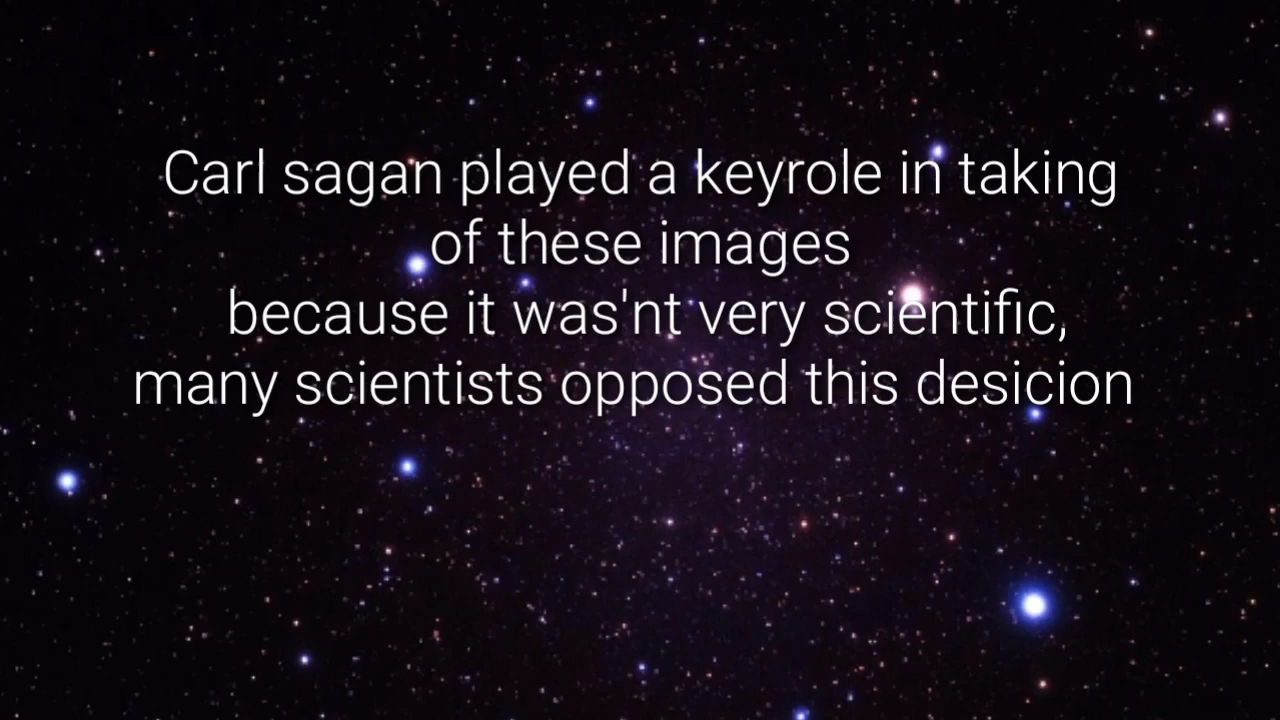 Carl sagan played a keyrole in taking
of these images
because it was'nt very scientific,
many scientists opposed this desicion